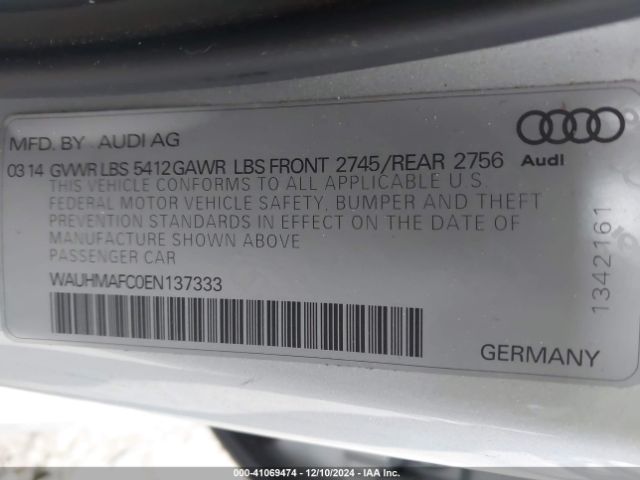 MFD. BY AUDI AG
03 14 GVWR LBS 5412 GAWR LBS FRONT 2745/REAR 2756
THIS VEHICLE CONFORMS TO ALL APPLICABLE U.S.
FEDERAL MOTOR VEHICLE SAFETY, BUMPER AND THEFT
PREVENTION STANDARDS IN EFFECT ON THE DATE OF
MANUFACTURE SHOWN ABOVE
PASSENGER CAR
WAUHMAFC0EN137333
Audi
1342161
GERMANY
000-41069474 - 12/10/2024 - IAA Inc.